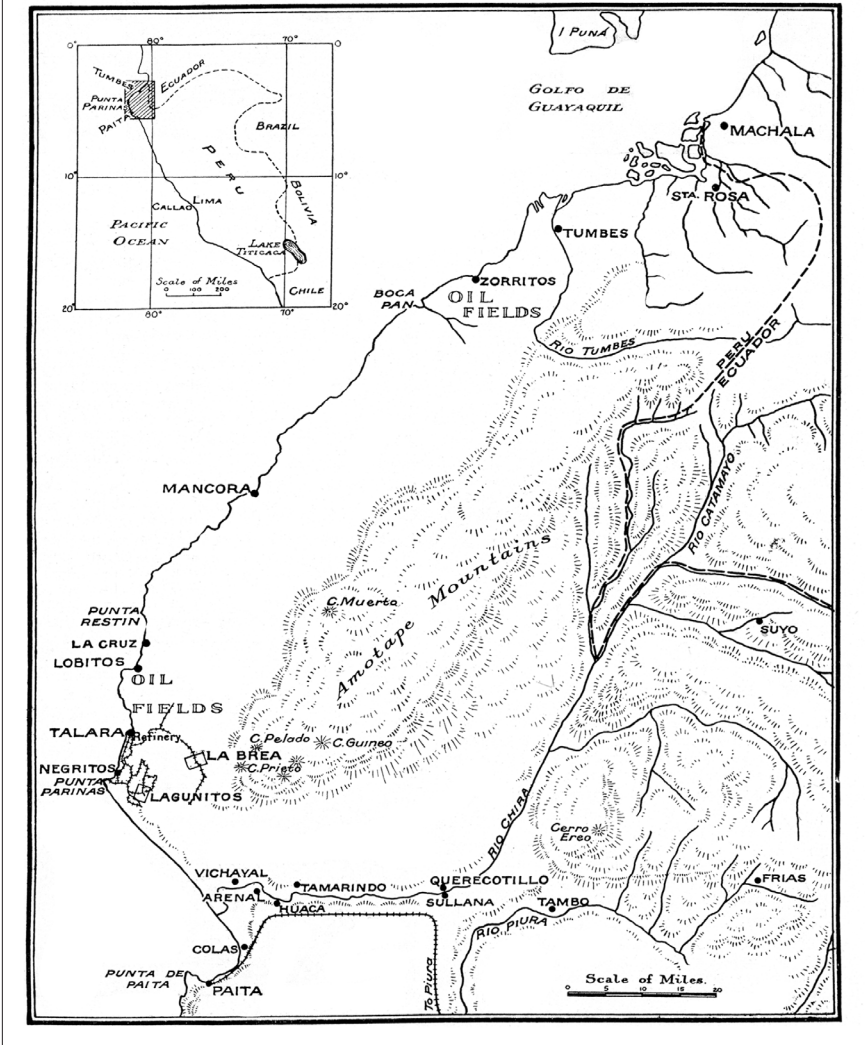 I PUNA
GOLFO DE
GUAYAQUIL
MACHALA
STA. ROSA
TUMBES
ZORRITOS
OIL
FIELDS
BOCA
PAN
RIO TUMBES
PERU
ECUADOR
MANCORA
RIO CATAMAYO
Amotape Mountains
C. Muerto
PUNTA
RESTIN
LA CRUZ
LOBITOS
OIL
FIELDS
SUYO
TALARA
Refinery
C. Pelado
C. Guineo
LA BREA
C. Prieto
NEGRITOS
PUNTA
PARINAS
LAGUNITOS
RIO CHIRA
Cerro
Ereo
VICHAYAL
TAMARINDO
QUERECOTILLO
FRIAS
ARENAL
HUACA
SULLANA
TAMBO
RIO PIURA
COLAS
To Piura
PUNTA DE
PAITA
PAITA
Scale of Miles.
0 5 10 15 20
0° 80° 70° 0
TUMBES
ECUADOR
PUNTA
PARINA
PAITA
BRAZIL
PERU
10° 10°
BOLIVIA
CALLAO LIMA
PACIFIC
OCEAN
LAKE
TITICACA
Scale of Miles
0 100 200
CHILE
20° 80° 70° 20°